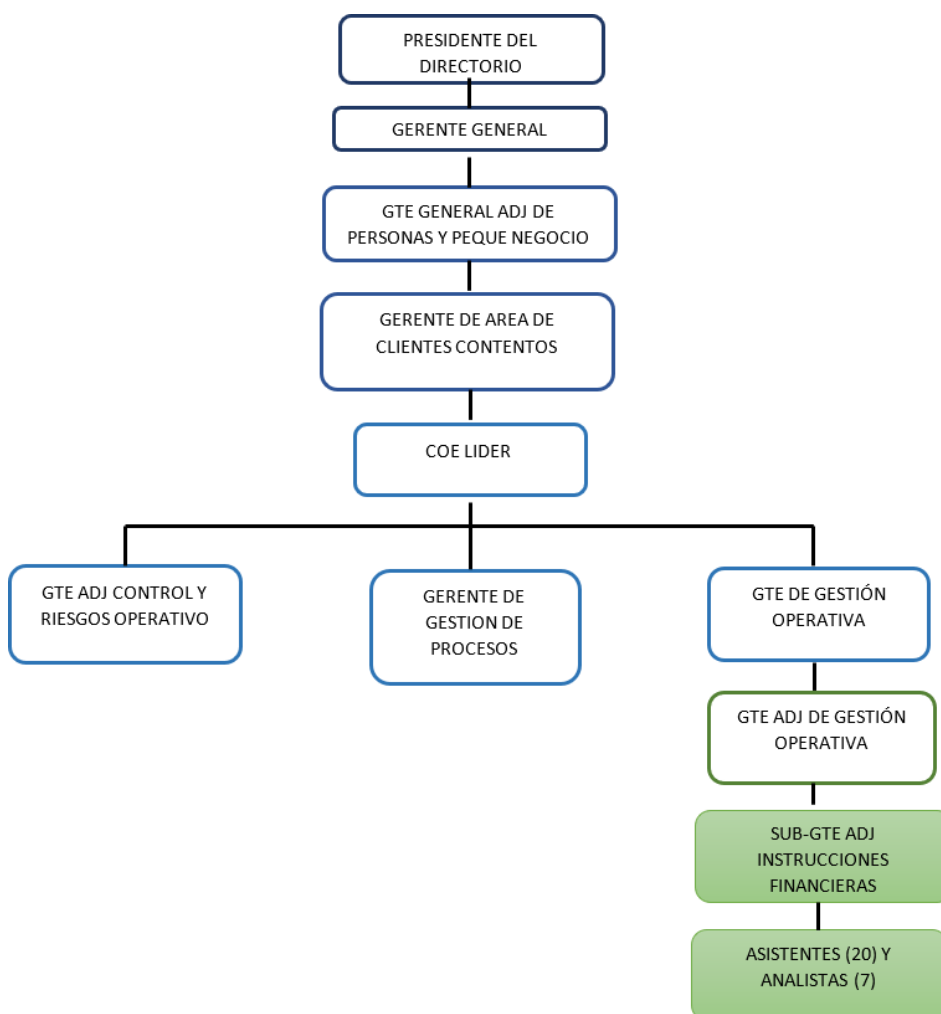 PRESIDENTE DEL
DIRECTORIO
GERENTE GENERAL
GTE GENERAL ADJ DE
PERSONAS Y PEQUE NEGOCIO
GERENTE DE AREA DE
CLIENTES CONTENTOS
COE LIDER
GTE ADJ CONTROL Y
RIESGOS OPERATIVO
GERENTE DE
GESTION DE
PROCESOS
GTE DE GESTIÓN
OPERATIVA
GTE ADJ DE GESTIÓN
OPERATIVA
SUB-GTE ADJ
INSTRUCCIONES
FINANCIERAS
ASISTENTES (20) Y
ANALISTAS (7)